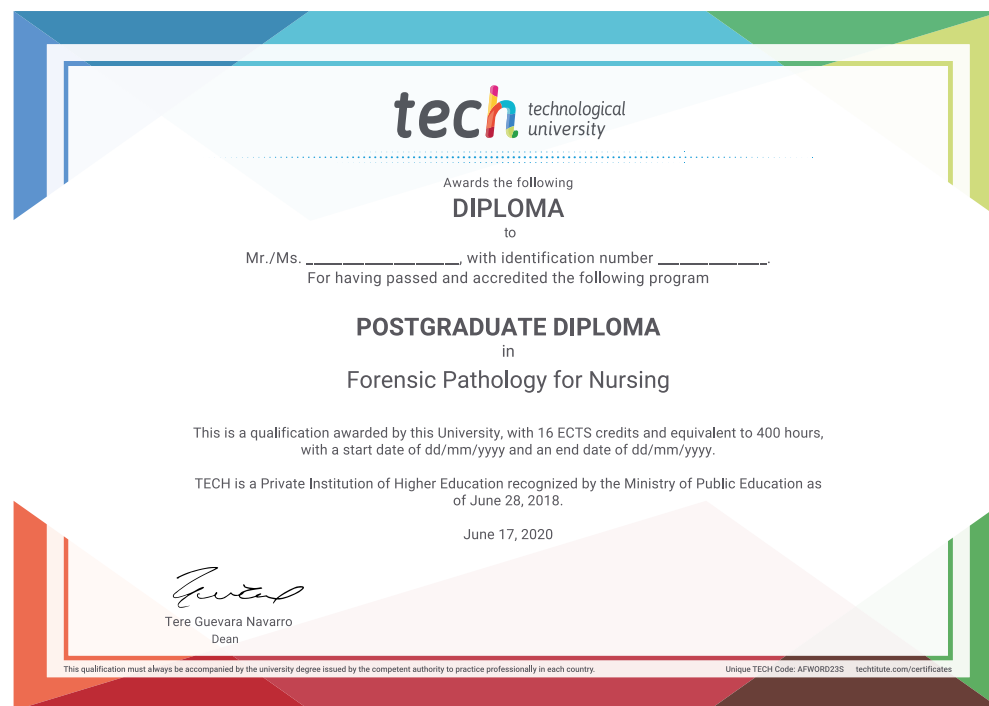 tech technological
university
Awards the following
DIPLOMA
to
Mr./Ms. ___________________, with identification number ______________.
For having passed and accredited the following program
POSTGRADUATE DIPLOMA
in
Forensic Pathology for Nursing
This is a qualification awarded by this University, with 16 ECTS credits and equivalent to 400 hours,
with a start date of dd/mm/yyyy and an end date of dd/mm/yyyy.
TECH is a Private Institution of Higher Education recognized by the Ministry of Public Education as
of June 28, 2018.
June 17, 2020
Tere Guevara Navarro
Dean
This qualification must always be accompanied by the university degree issued by the competent authority to practice professionally in each country.
Unique TECH Code: AFWORD23S techtitute.com/certificates